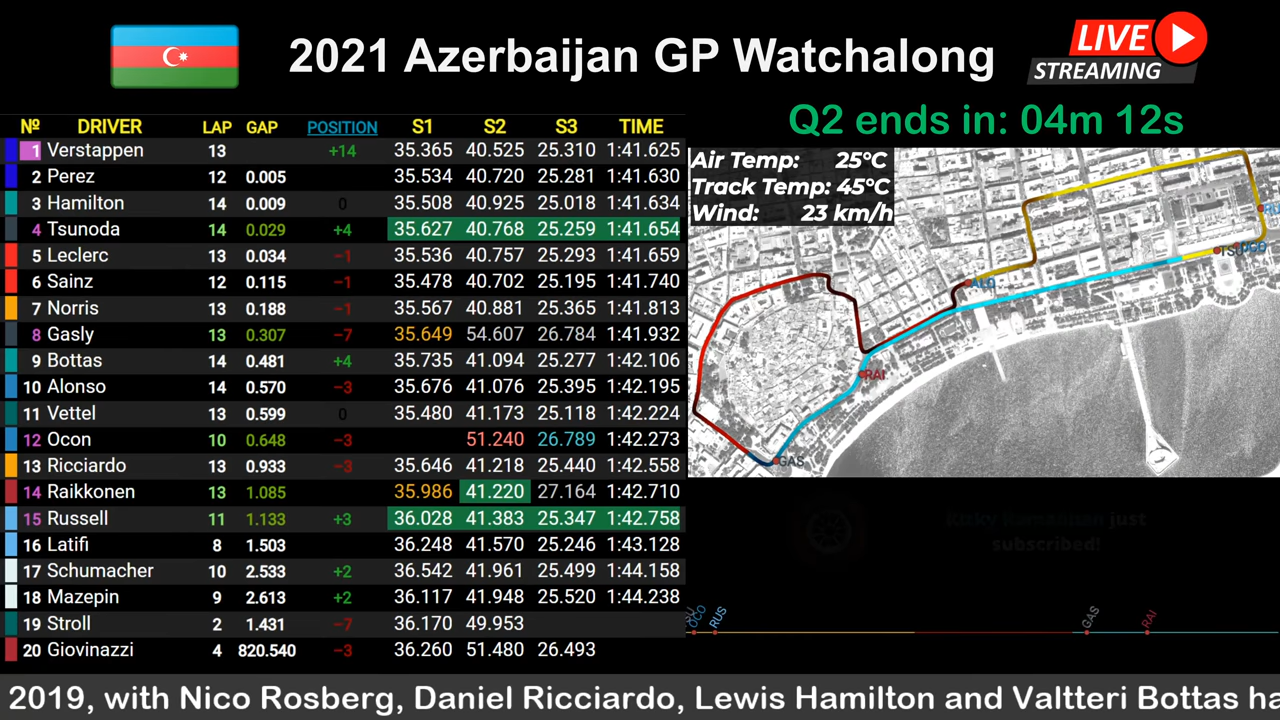 2021 Azerbaijan GP Watchalong
LIVE
STREAMING
Q2 ends in: 04m 12s
Nº DRIVER LAP GAP POSITION S1 S2 S3 TIME
1 Verstappen 13 +14 35.365 40.525 25.310 1:41.625
2 Perez 12 0.005 35.534 40.720 25.281 1:41.630
3 Hamilton 14 0.009 0 35.508 40.925 25.018 1:41.634
4 Tsunoda 14 0.029 +4 35.627 40.768 25.259 1:41.654
5 Leclerc 13 0.034 −1 35.536 40.757 25.293 1:41.659
6 Sainz 12 0.115 −1 35.478 40.702 25.395 1:41.740
7 Norris 13 0.188 −1 35.567 40.881 25.365 1:41.813
8 Gasly 13 0.307 −7 35.649 54.607 26.784 1:41.932
9 Bottas 14 0.481 +4 35.735 41.094 25.277 1:42.106
10 Alonso 14 0.570 −3 35.676 41.076 25.395 1:42.195
11 Vettel 13 0.599 0 35.480 41.173 25.118 1:42.224
12 Ocon 10 0.648 −3 51.240 26.789 1:42.273
13 Ricciardo 13 0.933 −3 35.646 41.218 25.440 1:42.558
14 Raikkonen 13 1.085 35.986 41.220 27.164 1:42.710
15 Russell 11 1.133 +3 36.028 41.383 25.347 1:42.758
16 Latifi 8 1.503 36.248 41.570 25.246 1:43.128
17 Schumacher 10 2.533 +2 36.542 41.961 25.499 1:44.158
18 Mazepin 9 2.613 +2 36.117 41.948 25.520 1:44.238
19 Stroll 2 1.431 −7 36.170 49.953
20 Giovinazzi 4 820.540 −3 36.260 51.480 26.493
Air Temp: 25°C
Track Temp: 45°C
Wind: 23 km/h
RU
TSU
ALO
RAI
GAS
just
subscribed!
OCO RUS GAS RAI
2019, with Nico Rosberg, Daniel Ricciardo, Lewis Hamilton and Valtteri Bottas ha